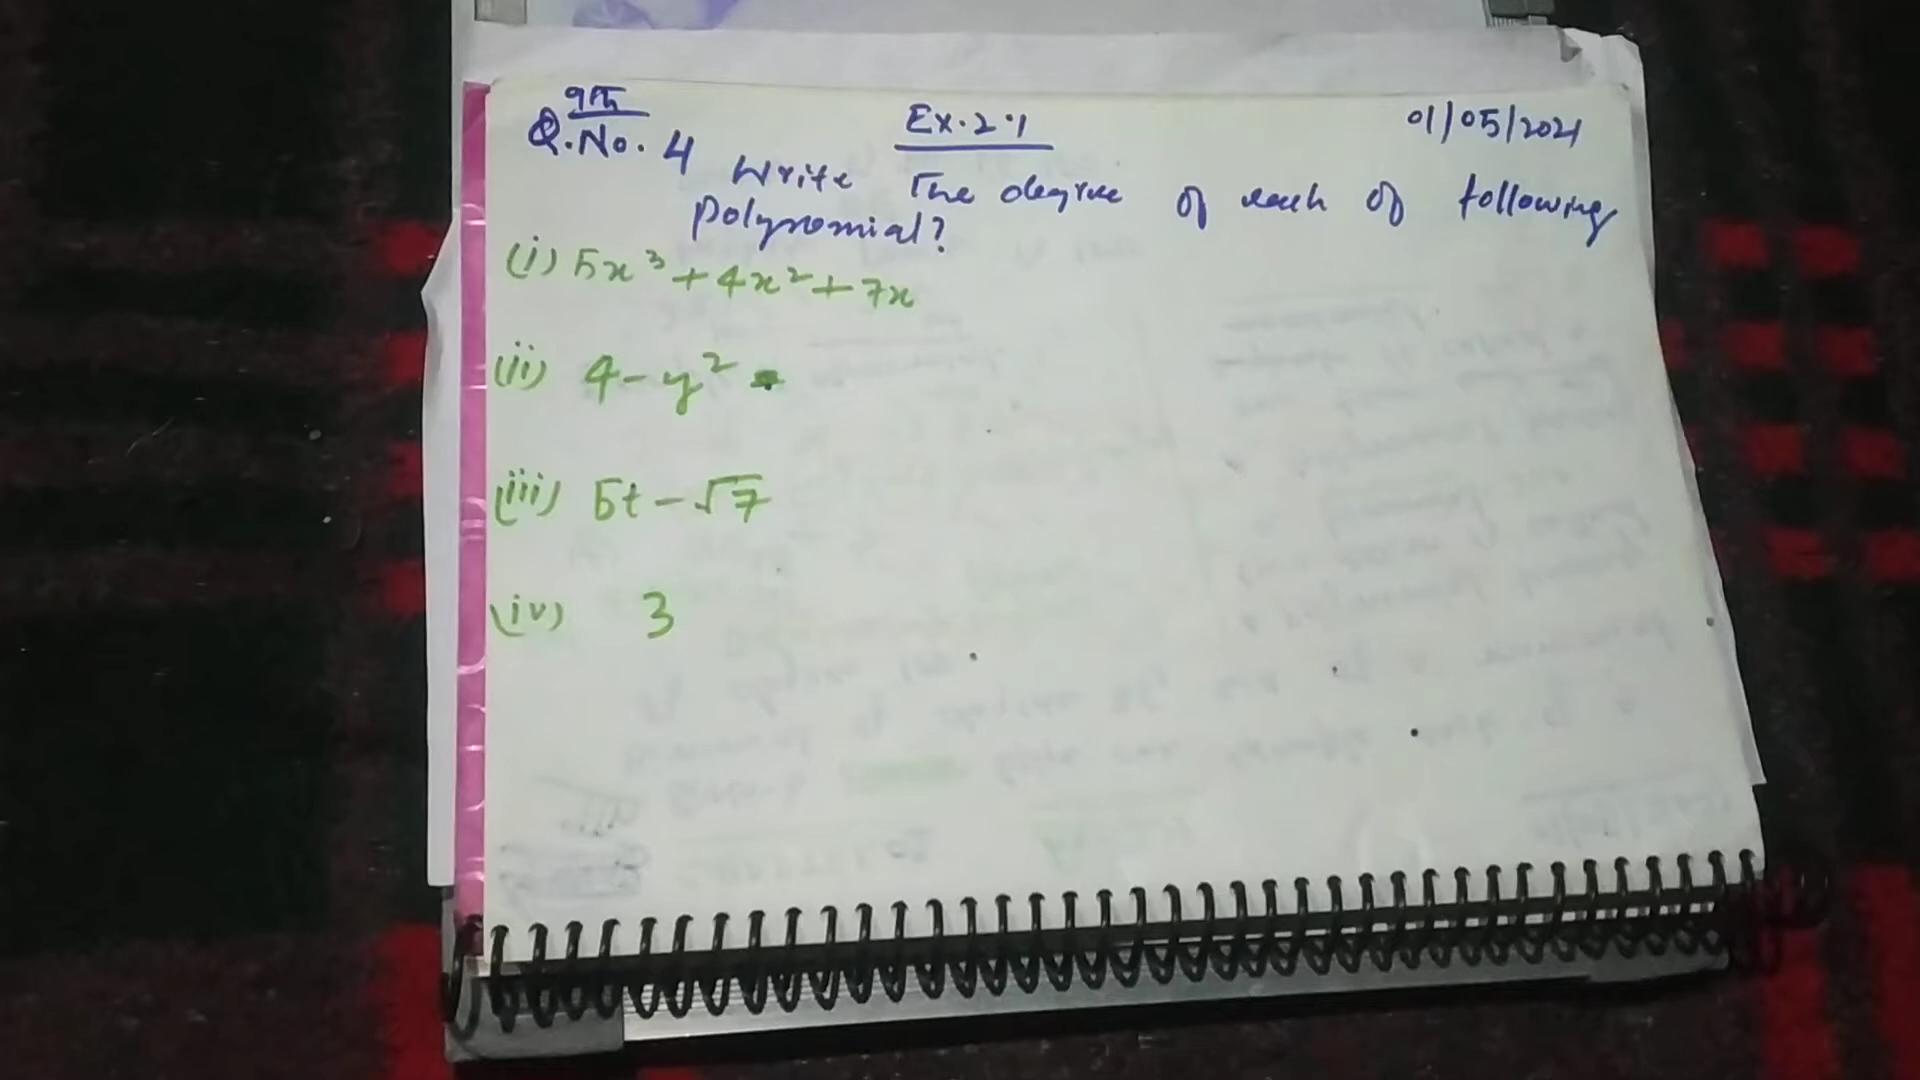 9th
Ex. 2.1
01/05/2021
Q.No. 4 Write The degree of each of following
polynomial?
(i) 5x³ + 4x² + 7x
(ii) 4 - y²
(iii) 5t - √7
(iv) 3